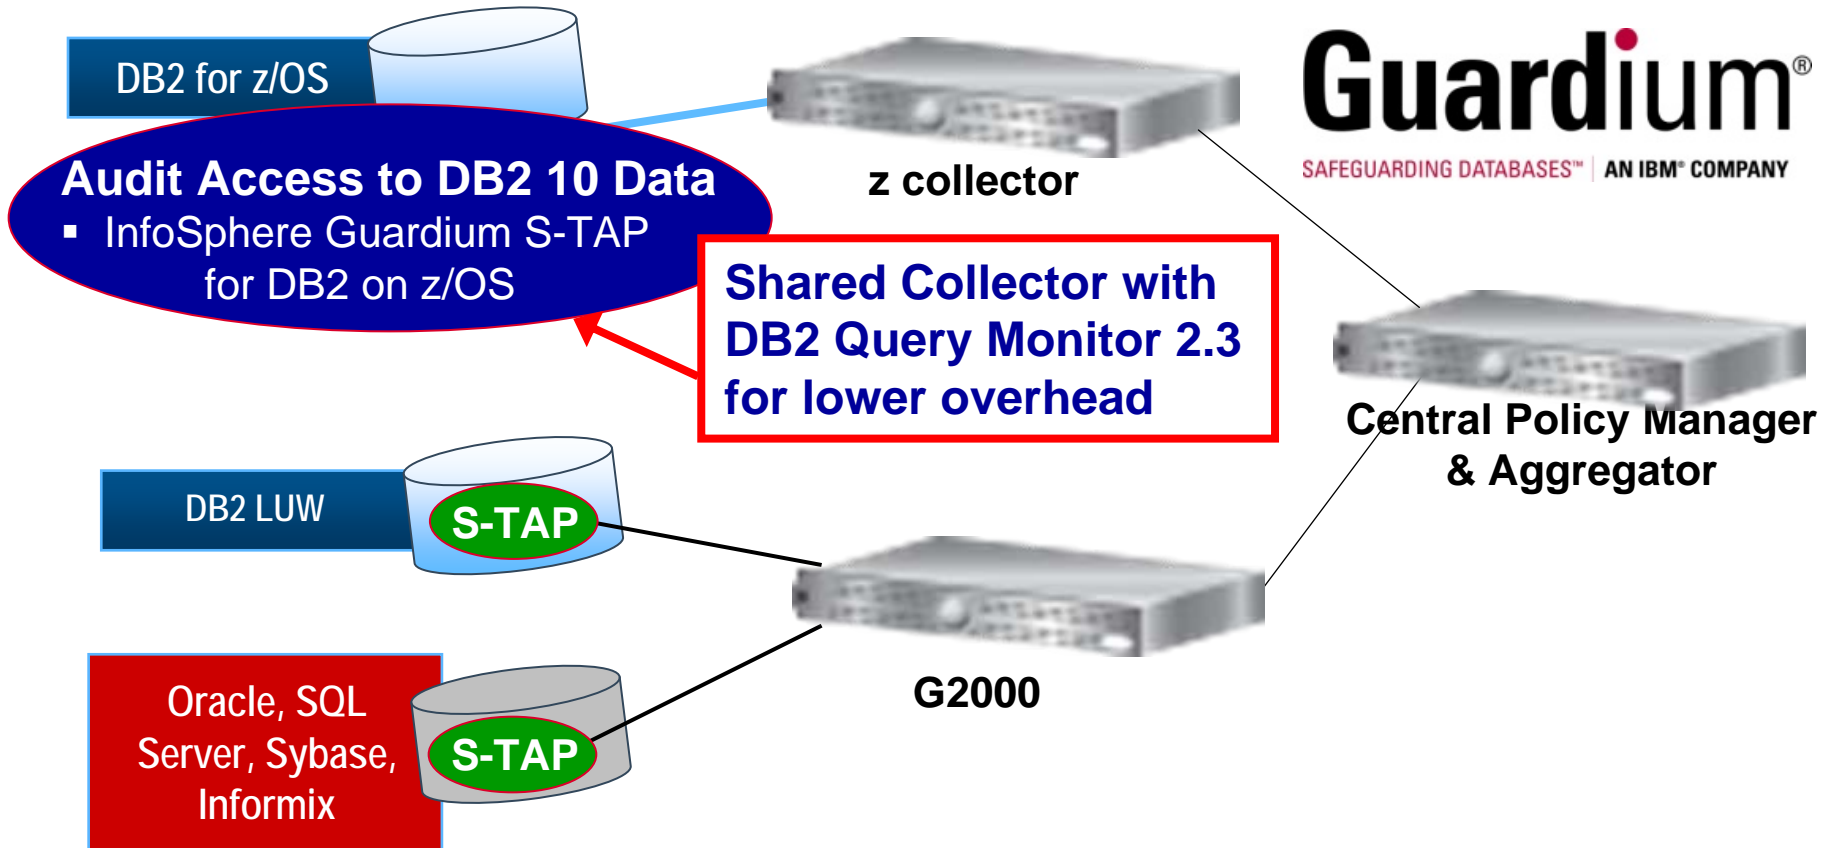 DB2 for z/OS
Audit Access to DB2 10 Data
▪ InfoSphere Guardium S-TAP
for DB2 on z/OS
z collector
Guardium®
SAFEGUARDING DATABASES™ | AN IBM® COMPANY
Shared Collector with
DB2 Query Monitor 2.3
for lower overhead
Central Policy Manager
& Aggregator
DB2 LUW
S-TAP
G2000
Oracle, SQL
Server, Sybase,
Informix
S-TAP